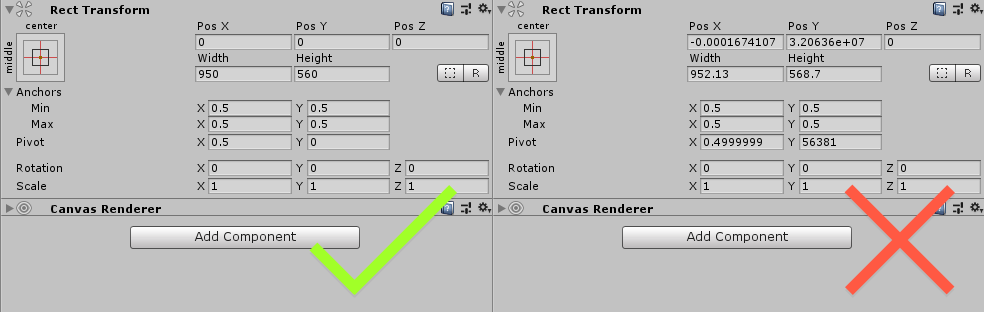 Rect Transform
center
middle
Pos X Pos Y Pos Z
0 0 0
Width Height
950 560 R
Anchors
Min X 0.5 Y 0.5
Max X 0.5 Y 0.5
Pivot X 0.5 Y 0
Rotation X 0 Y 0 Z 0
Scale X 1 Y 1 Z 1
Canvas Renderer
Add Component
Rect Transform
center
middle
Pos X Pos Y Pos Z
-0.0001674107 3.20636e+07 0
Width Height
952.13 568.7 R
Anchors
Min X 0.5 Y 0.5
Max X 0.5 Y 0.5
Pivot X 0.4999999 Y 56381
Rotation X 0 Y 0 Z 0
Scale X 1 Y 1 Z 1
Canvas Renderer
Add Component